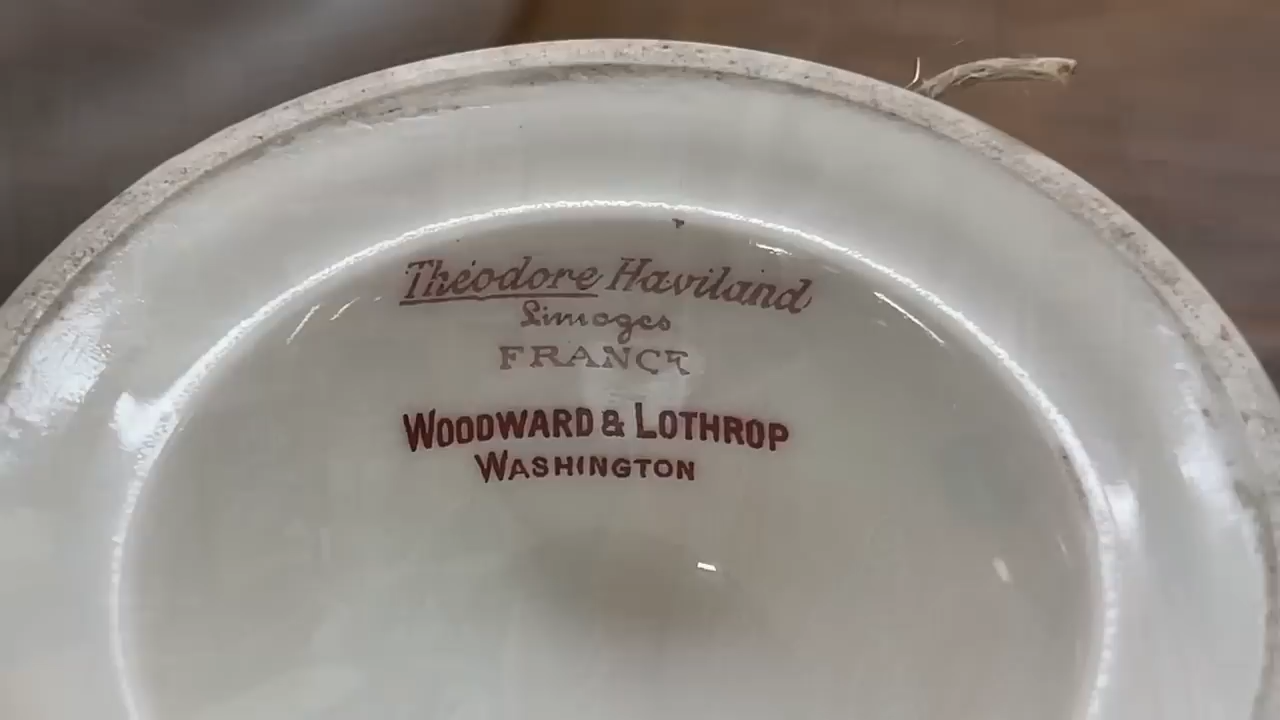 Théodore Haviland
Limoges
FRANCE
WOODWARD & LOTHROP
WASHINGTON